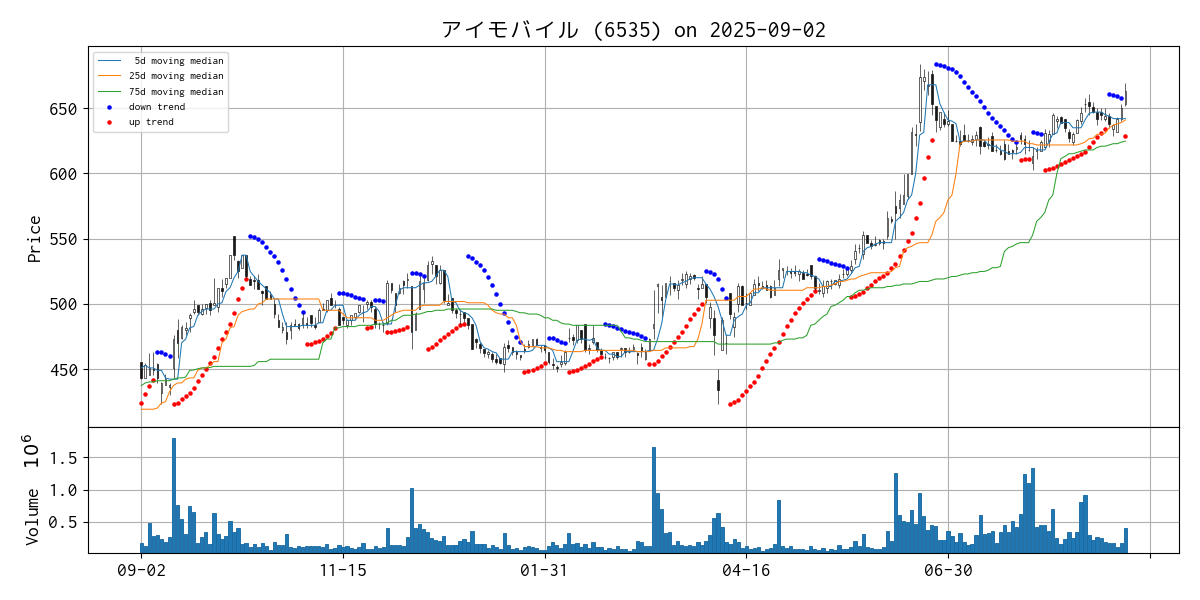 アイモバイル (6535) on 2025-09-02
5d moving median
25d moving median
75d moving median
down trend
up trend
Price
650
600
550
500
450
Volume 10^6
1.5
1.0
0.5
09-02 11-15 01-31 04-16 06-30